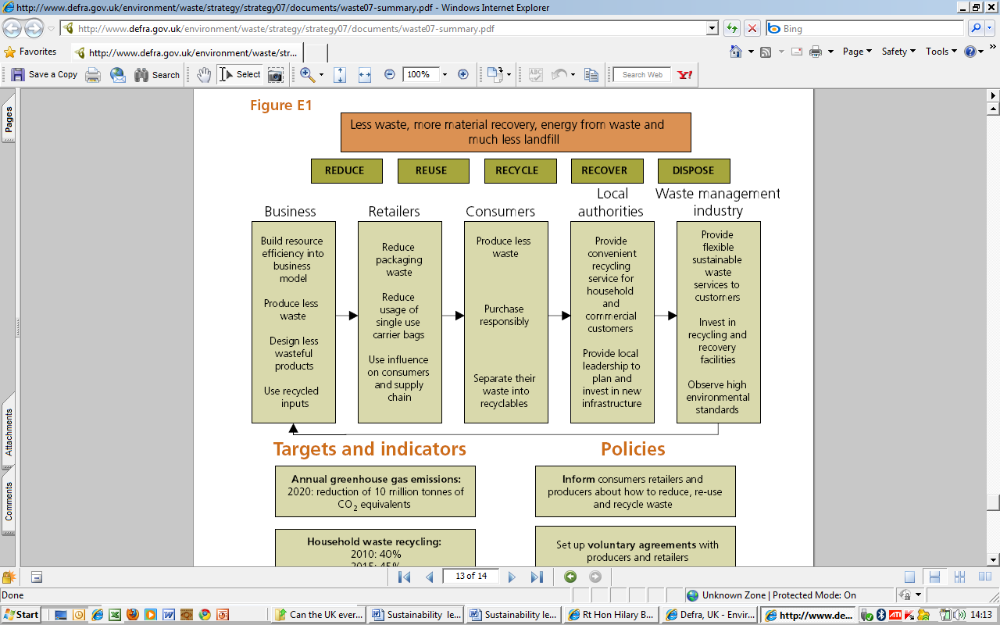 http://www.defra.gov.uk/environment/waste/strategy/strategy07/documents/waste07-summary.pdf - Windows Internet Explorer
http://www.defra.gov.uk/environment/waste/strategy/strategy07/documents/waste07-summary.pdf
Bing
Favorites
http://www.defra.gov.uk/environment/waste/str...
Page
Safety
Tools
Save a Copy
Search
Select
100%
Search Web
Y!
Pages
Attachments
Comments
Figure E1
Less waste, more material recovery, energy from waste and
much less landfill
REDUCE
REUSE
RECYCLE
RECOVER
DISPOSE
Business
Build resource
efficiency into
business
model
Produce less
waste
Design less
wasteful
products
Use recycled
inputs
Retailers
Reduce
packaging
waste
Reduce
usage of
single use
carrier bags
Use influence
on consumers
and supply
chain
Consumers
Produce less
waste
Purchase
responsibly
Separate their
waste into
recyclables
Local
authorities
Provide
convenient
recycling
service for
household
and
commercial
customers
Provide local
leadership to
plan and
invest in new
infrastructure
Waste management
industry
Provide
flexible
sustainable
waste
services to
customers
Invest in
recycling and
recovery
facilities
Observe high
environmental
standards
Targets and indicators
Annual greenhouse gas emissions:
2020: reduction of 10 million tonnes of
CO2 equivalents
Household waste recycling:
2010: 40%
2015: 45%
Policies
Inform consumers retailers and
producers about how to reduce, re-use
and recycle waste
Set up voluntary agreements with
producers and retailers
13 of 14
Done
Unknown Zone | Protected Mode: On
Start
Can the UK ever...
Sustainability le...
Sustainability le...
Rt Hon Hilary B...
Defra, UK - Envir...
http://www.de...
14:13